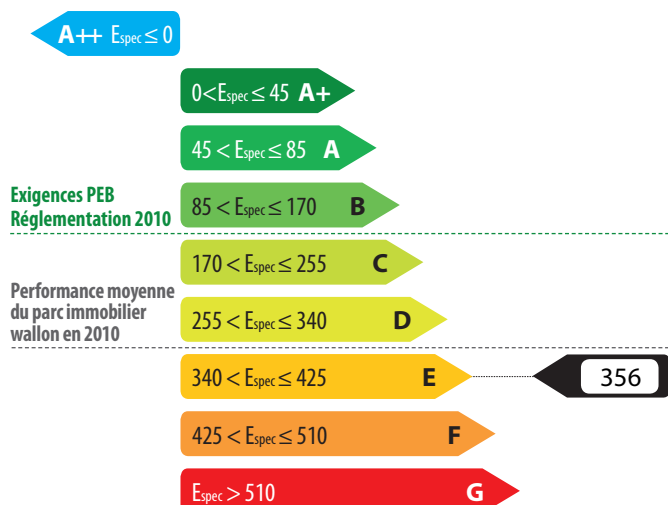 A++ Espec ≤ 0
0<Espec ≤ 45 A+
45 < Espec ≤ 85 A
Exigences PEB
Réglementation 2010
85 < Espec ≤ 170 B
170 < Espec ≤ 255 C
Performance moyenne
du parc immobilier
wallon en 2010
255 < Espec ≤ 340 D
340 < Espec ≤ 425 E
356
425 < Espec ≤ 510 F
Espec > 510 G